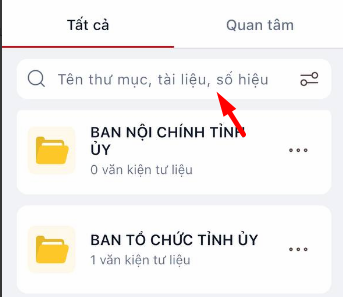 Tất cả Quan tâm
Tên thư mục, tài liệu, số hiệu
BAN NỘI CHÍNH TỈNH
ỦY
0 văn kiện tư liệu
BAN TỔ CHỨC TỈNH ỦY
1 văn kiện tư liệu